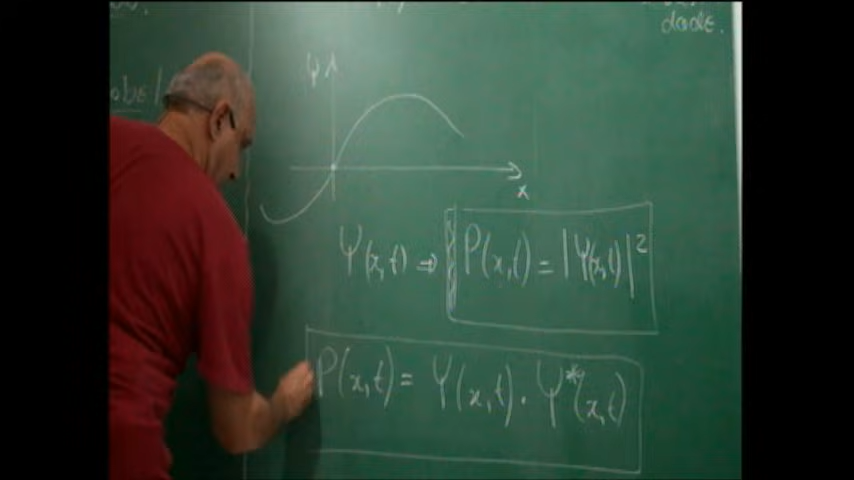 dade.
Ψ
x
Ψ(x,t) ⇒ P(x,t) = |Ψ(x,t)|²
P(x,t) = Ψ(x,t) · Ψ*(x,t)